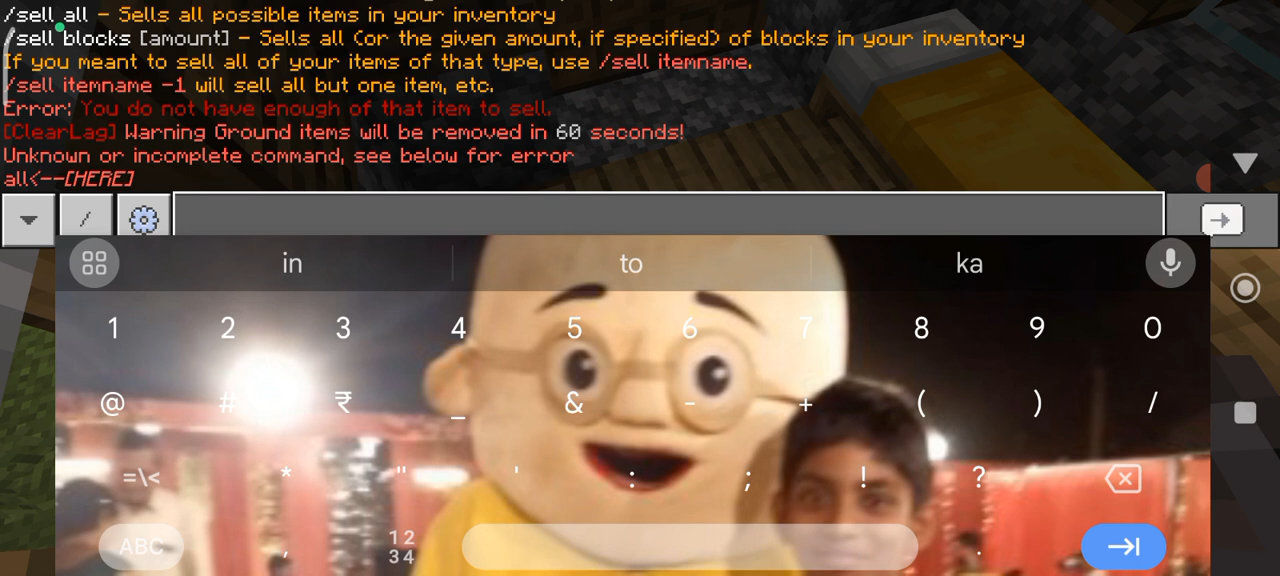 /sell all - Sells all possible items in your inventory
/sell blocks [amount] - Sells all (or the given amount, if specified) of blocks in your inventory
If you meant to sell all of your items of that type, use /sell itemname.
/sell itemname -1 will sell all but one item, etc.
Error: You do not have enough of that item to sell.
[ClearLag] Warning Ground items will be removed in 60 seconds!
Unknown or incomplete command, see below for error
all<--[HERE]
/
in to ka
1 2 3 4 5 6 7 8 9 0
@ # ₹ _ & - + ( ) /
=\< * " ' : ; ! ?
ABC , 12 34 .